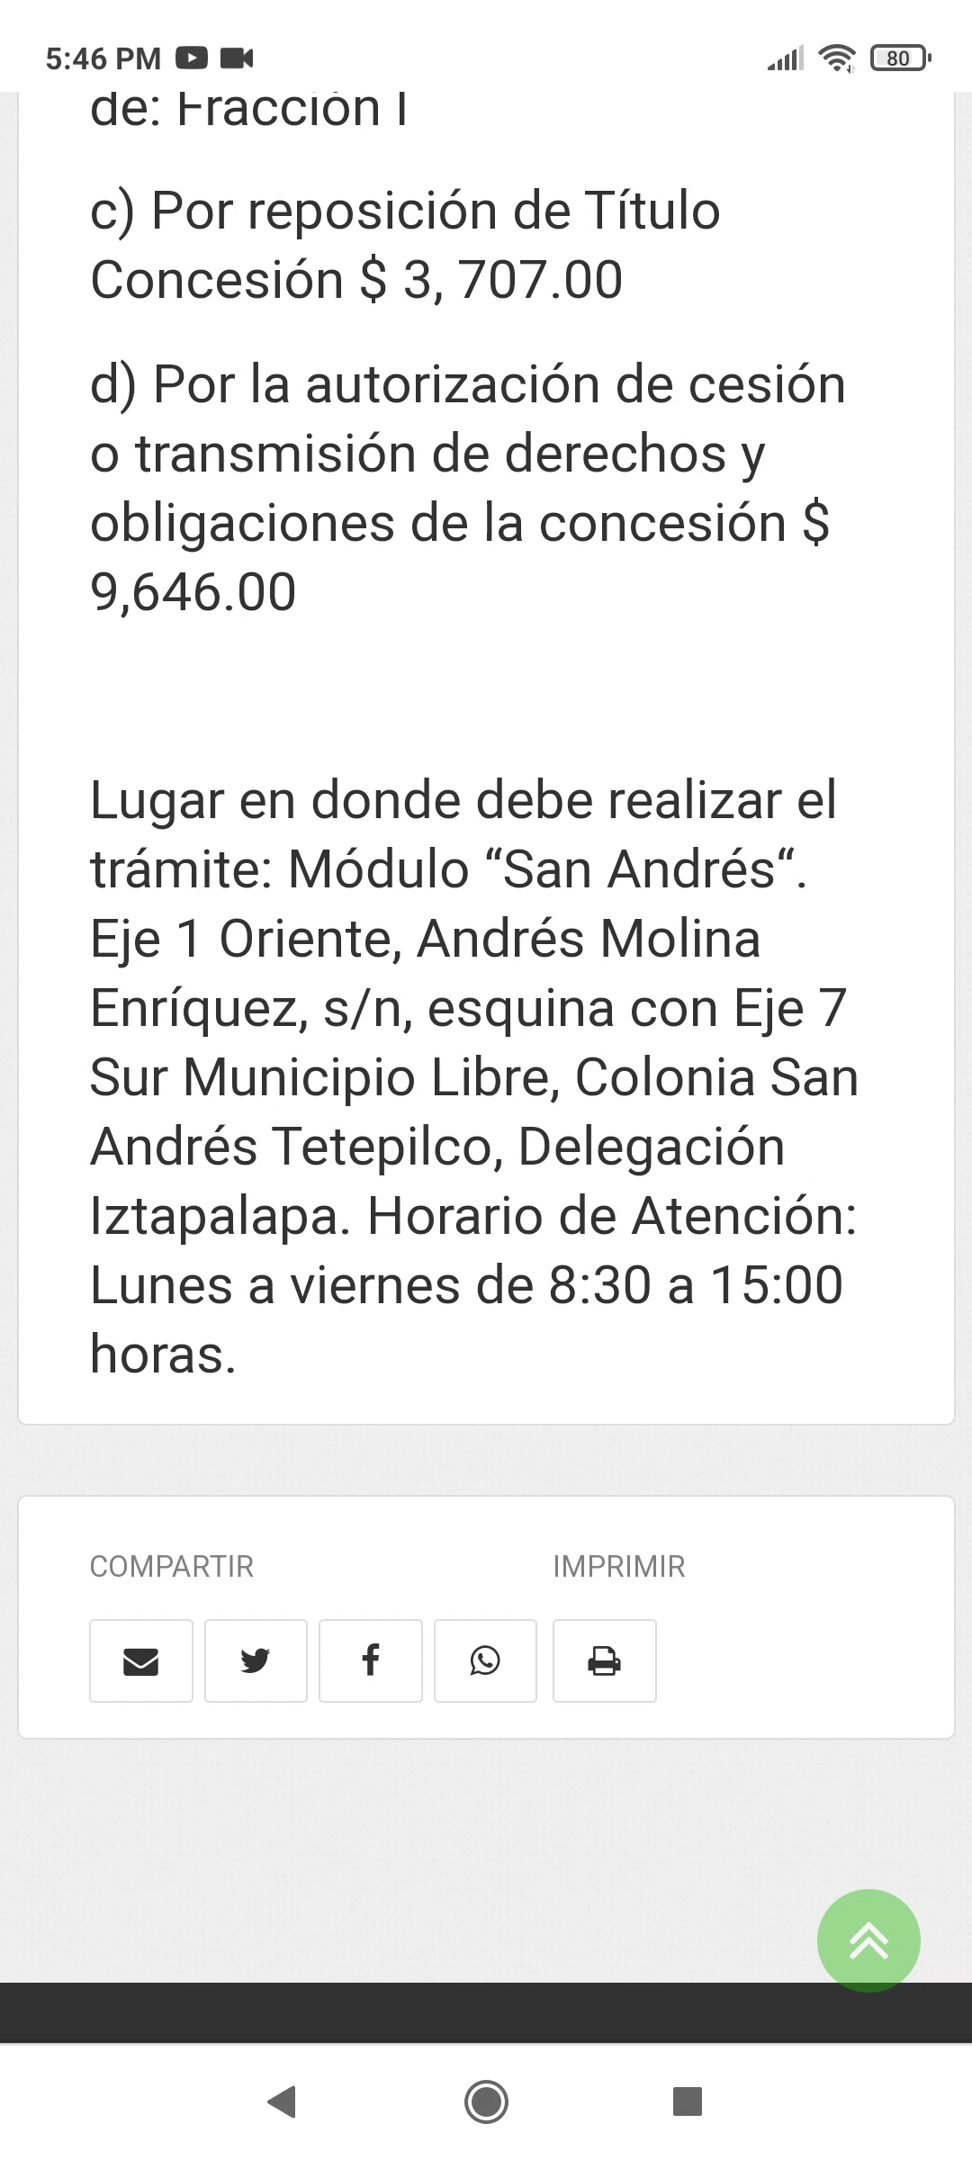 5:46 PM
80
de: Fracción I
c) Por reposición de Título
Concesión $ 3, 707.00
d) Por la autorización de cesión
o transmisión de derechos y
obligaciones de la concesión $
9,646.00
Lugar en donde debe realizar el
trámite: Módulo “San Andrés“.
Eje 1 Oriente, Andrés Molina
Enríquez, s/n, esquina con Eje 7
Sur Municipio Libre, Colonia San
Andrés Tetepilco, Delegación
Iztapalapa. Horario de Atención:
Lunes a viernes de 8:30 a 15:00
horas.
COMPARTIR
IMPRIMIR